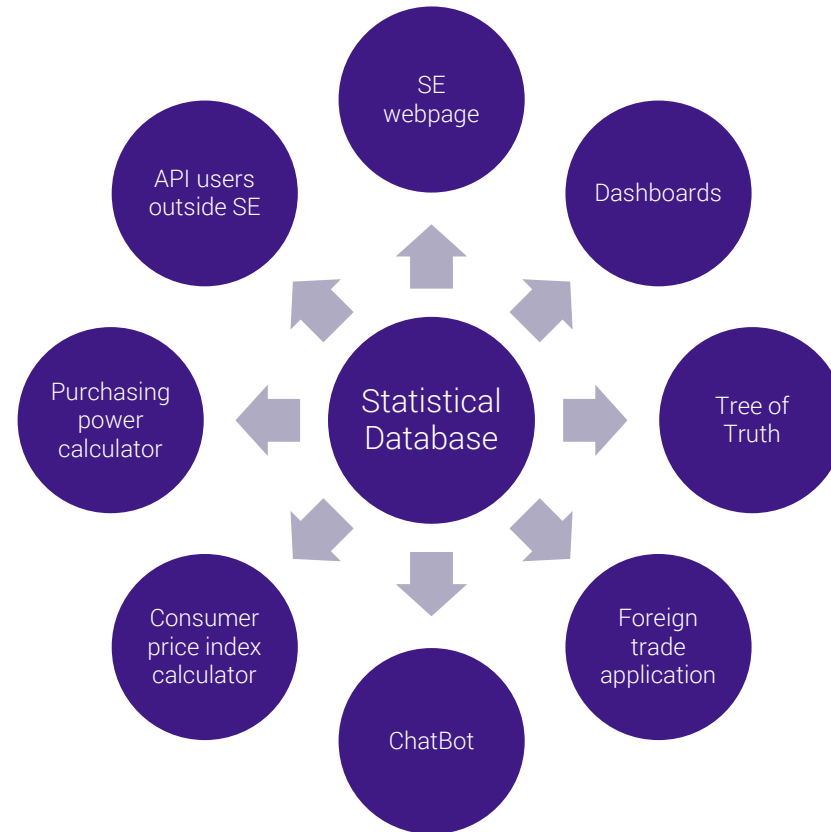 SE
webpage
Dashboards
Tree of
Truth
Foreign
trade
application
ChatBot
Consumer
price index
calculator
Purchasing
power
calculator
API users
outside SE
Statistical
Database